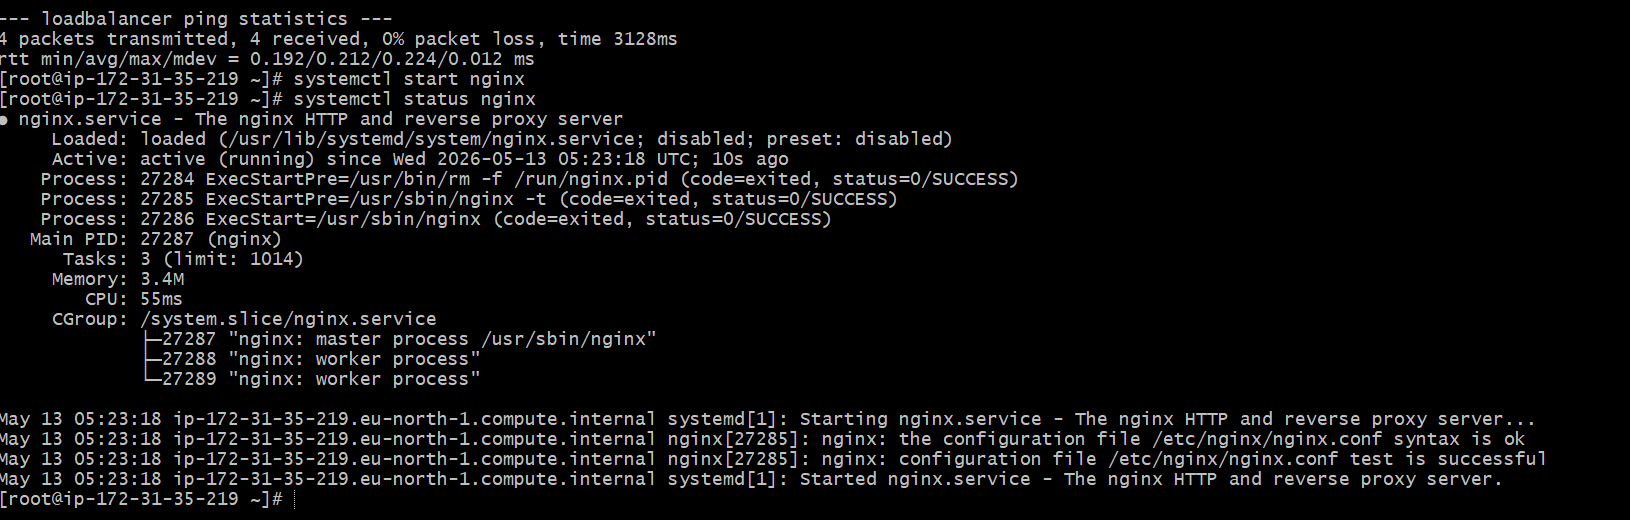 --- loadbalancer ping statistics ---
4 packets transmitted, 4 received, 0% packet loss, time 3128ms
rtt min/avg/max/mdev = 0.192/0.212/0.224/0.012 ms
[root@ip-172-31-35-219 ~]# systemctl start nginx
[root@ip-172-31-35-219 ~]# systemctl status nginx
● nginx.service - The nginx HTTP and reverse proxy server
     Loaded: loaded (/usr/lib/systemd/system/nginx.service; disabled; preset: disabled)
     Active: active (running) since Wed 2026-05-13 05:23:18 UTC; 10s ago
    Process: 27284 ExecStartPre=/usr/bin/rm -f /run/nginx.pid (code=exited, status=0/SUCCESS)
    Process: 27285 ExecStartPre=/usr/sbin/nginx -t (code=exited, status=0/SUCCESS)
    Process: 27286 ExecStart=/usr/sbin/nginx (code=exited, status=0/SUCCESS)
   Main PID: 27287 (nginx)
      Tasks: 3 (limit: 1014)
     Memory: 3.4M
        CPU: 55ms
     CGroup: /system.slice/nginx.service
             ├─27287 "nginx: master process /usr/sbin/nginx"
             ├─27288 "nginx: worker process"
             └─27289 "nginx: worker process"
May 13 05:23:18 ip-172-31-35-219.eu-north-1.compute.internal systemd[1]: Starting nginx.service - The nginx HTTP and reverse proxy server...
May 13 05:23:18 ip-172-31-35-219.eu-north-1.compute.internal nginx[27285]: nginx: the configuration file /etc/nginx/nginx.conf syntax is ok
May 13 05:23:18 ip-172-31-35-219.eu-north-1.compute.internal nginx[27285]: nginx: configuration file /etc/nginx/nginx.conf test is successful
May 13 05:23:18 ip-172-31-35-219.eu-north-1.compute.internal systemd[1]: Started nginx.service - The nginx HTTP and reverse proxy server.
[root@ip-172-31-35-219 ~]#